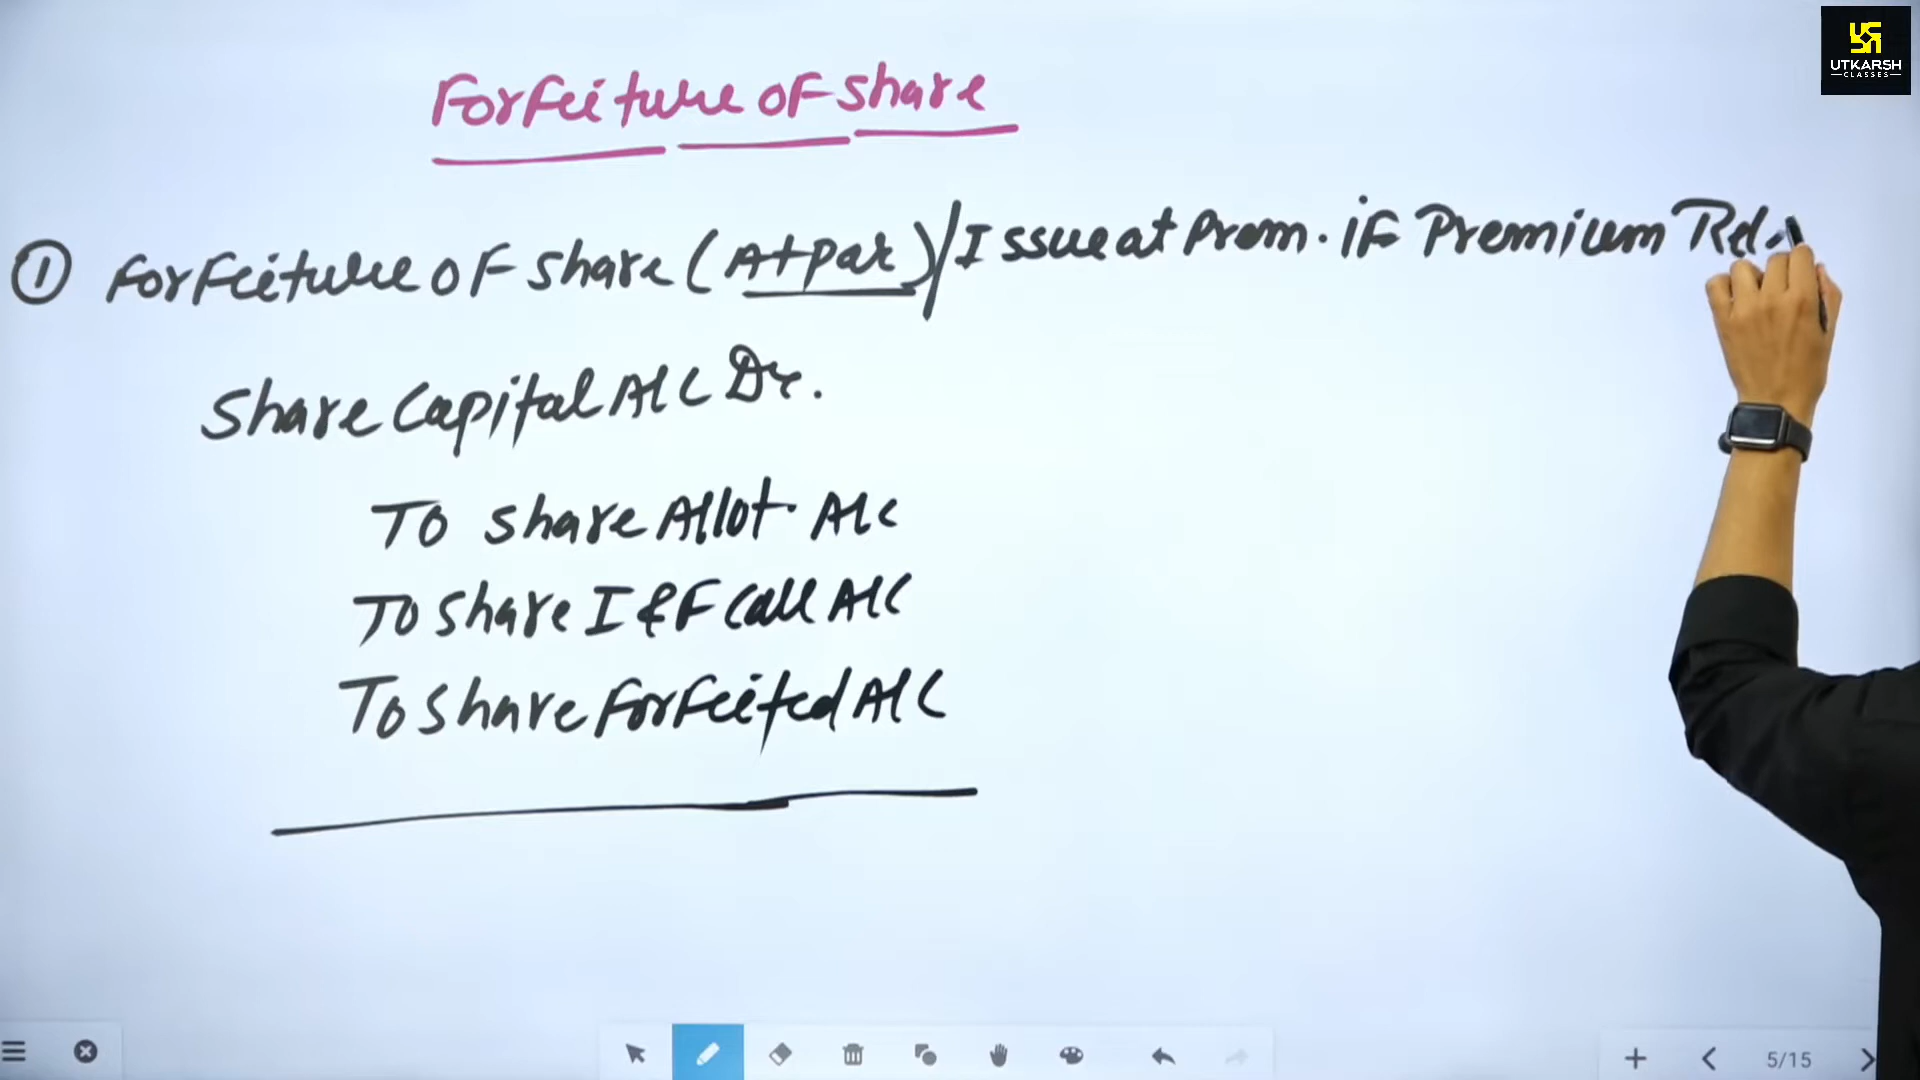 UTKARSH
CLASSES
Forfeiture of share
① Forfeiture of share (At par) / Issue at Prem. if Premium Rd.
Share Capital A/c Dr.
To share Allot. A/c
To share I & F Call A/c
To share Forfeited A/c
5/15